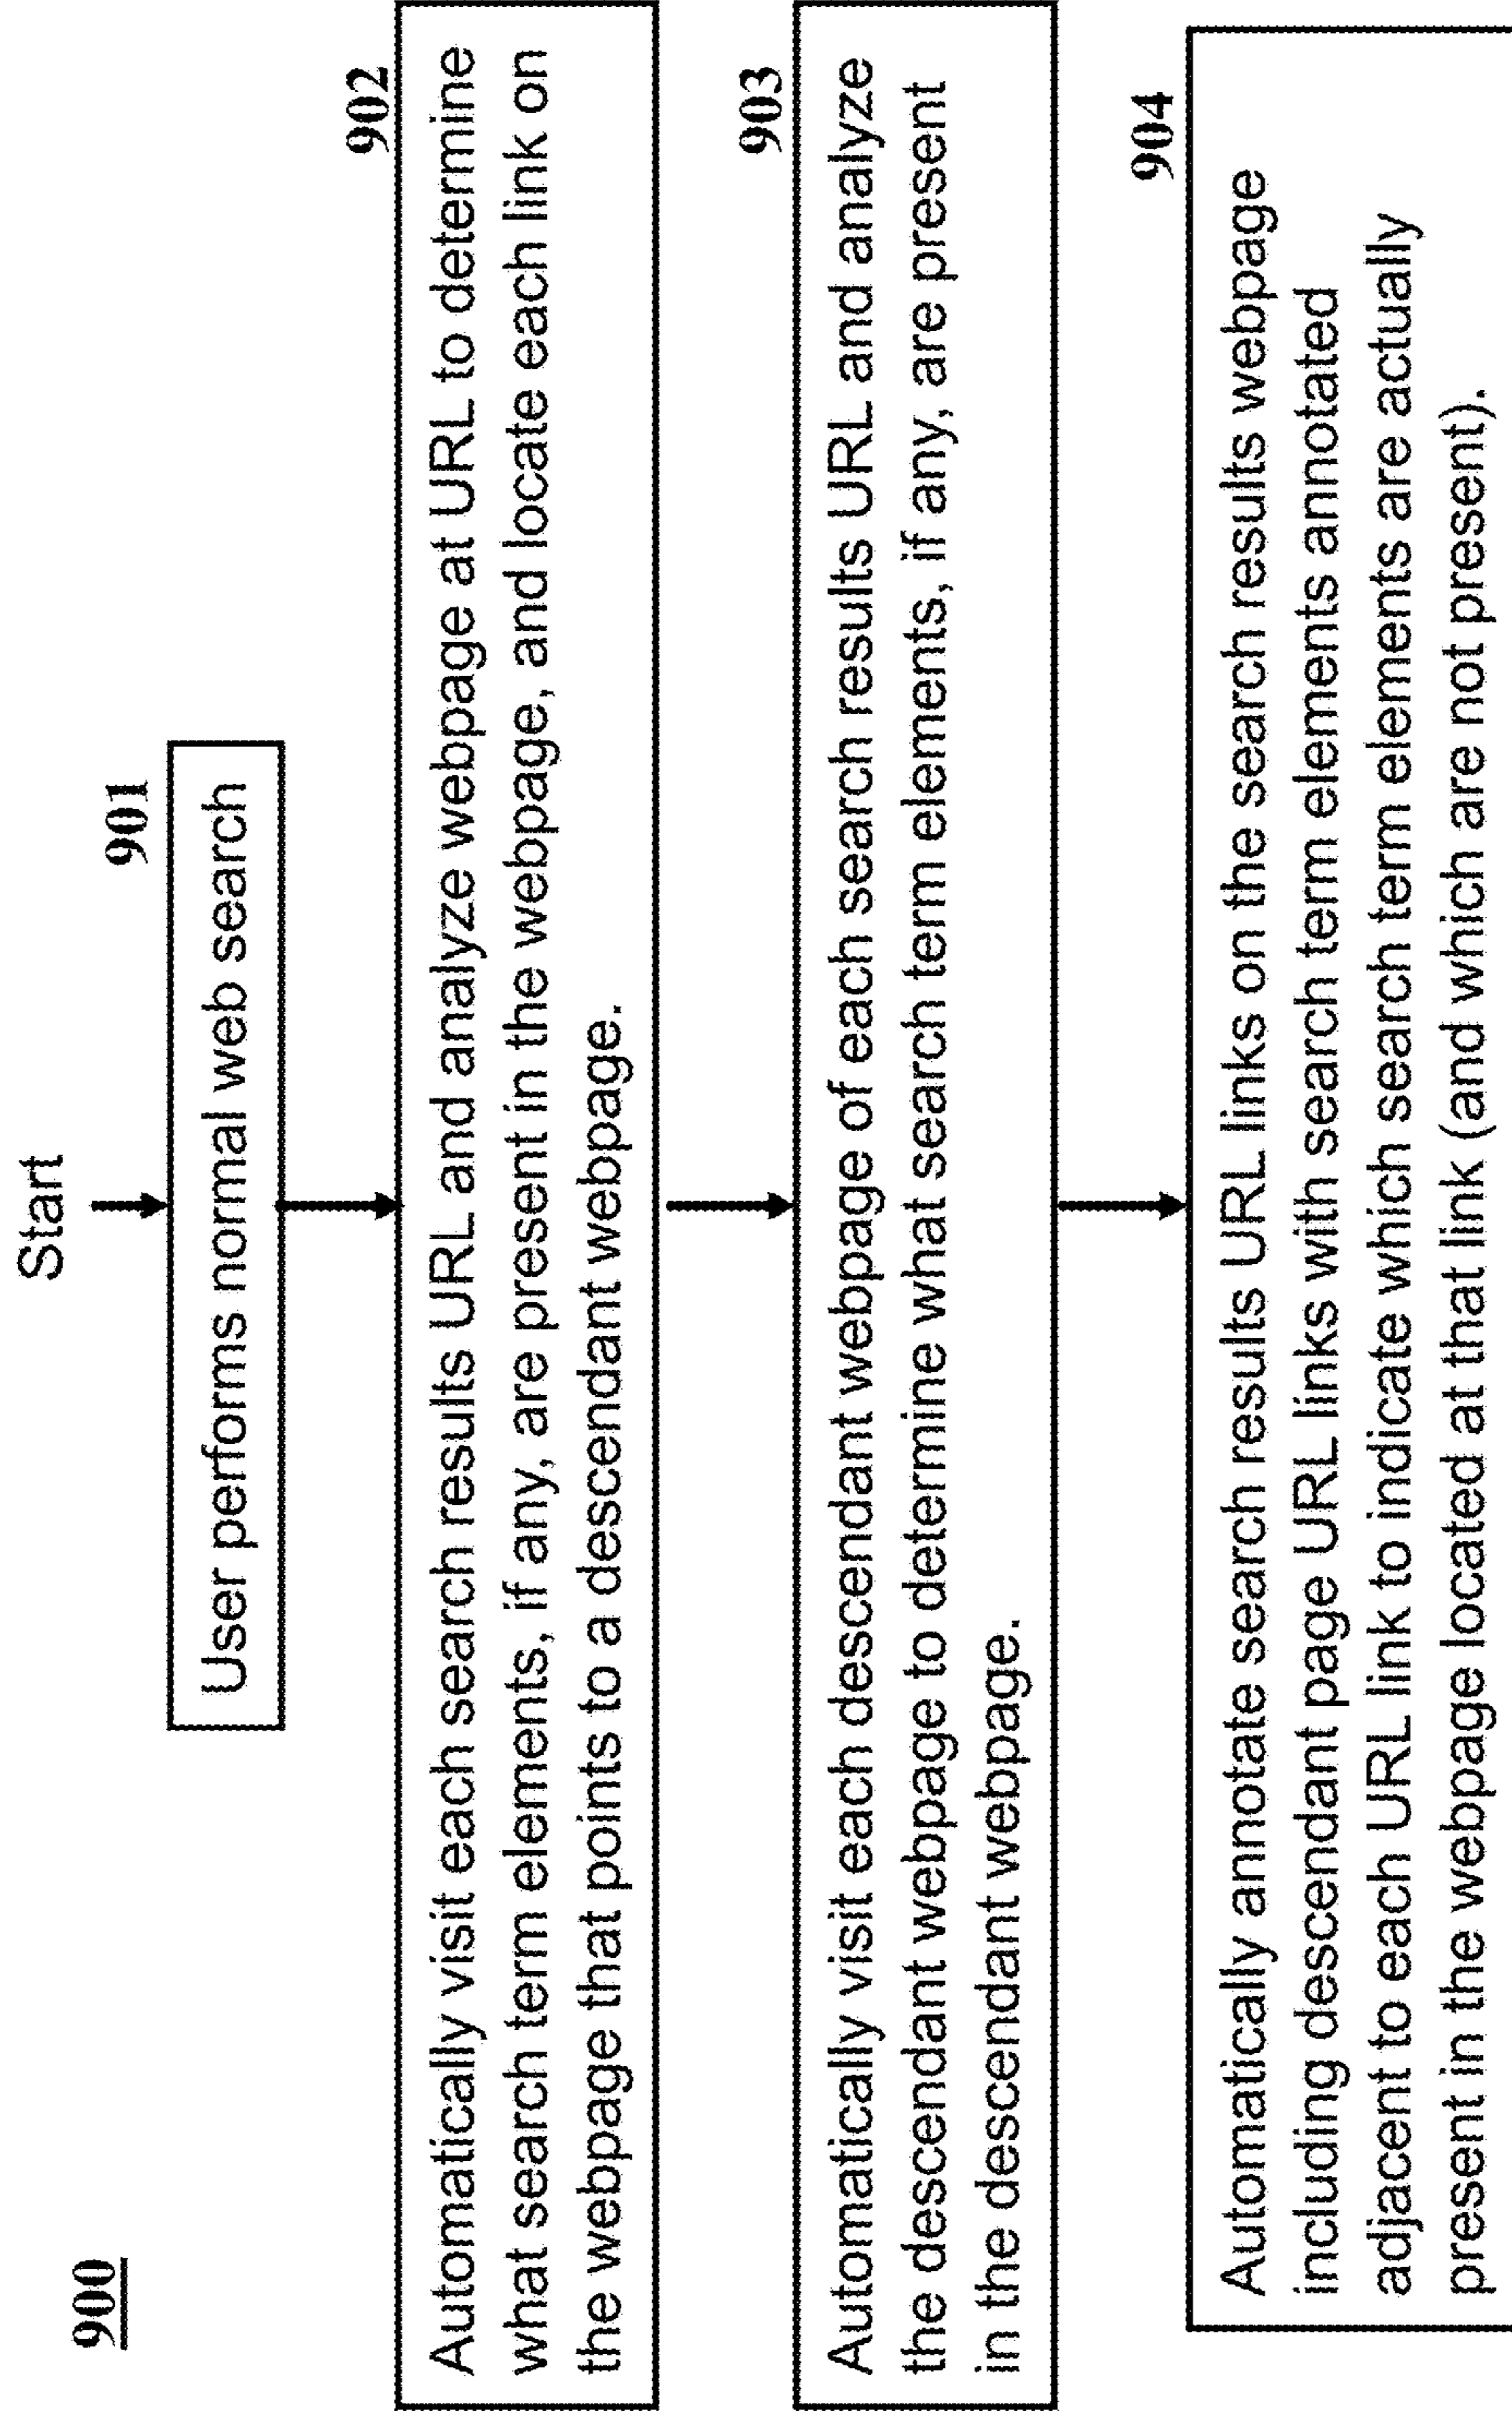 900
Start
901
User performs normal web search
902
Automatically visit each search results URL and analyze webpage at URL to determine
what search term elements, if any, are present in the webpage, and locate each link on
the webpage that points to a descendant webpage.
903
Automatically visit each descendant webpage of each search results URL and analyze
the descendant webpage to determine what search term elements, if any, are present
in the descendant webpage.
904
Automatically annotate search results URL links on the search results webpage
including descendant page URL links with search term elements annotated
adjacent to each URL link to indicate which search term elements are actually
present in the webpage located at that link (and which are not present).